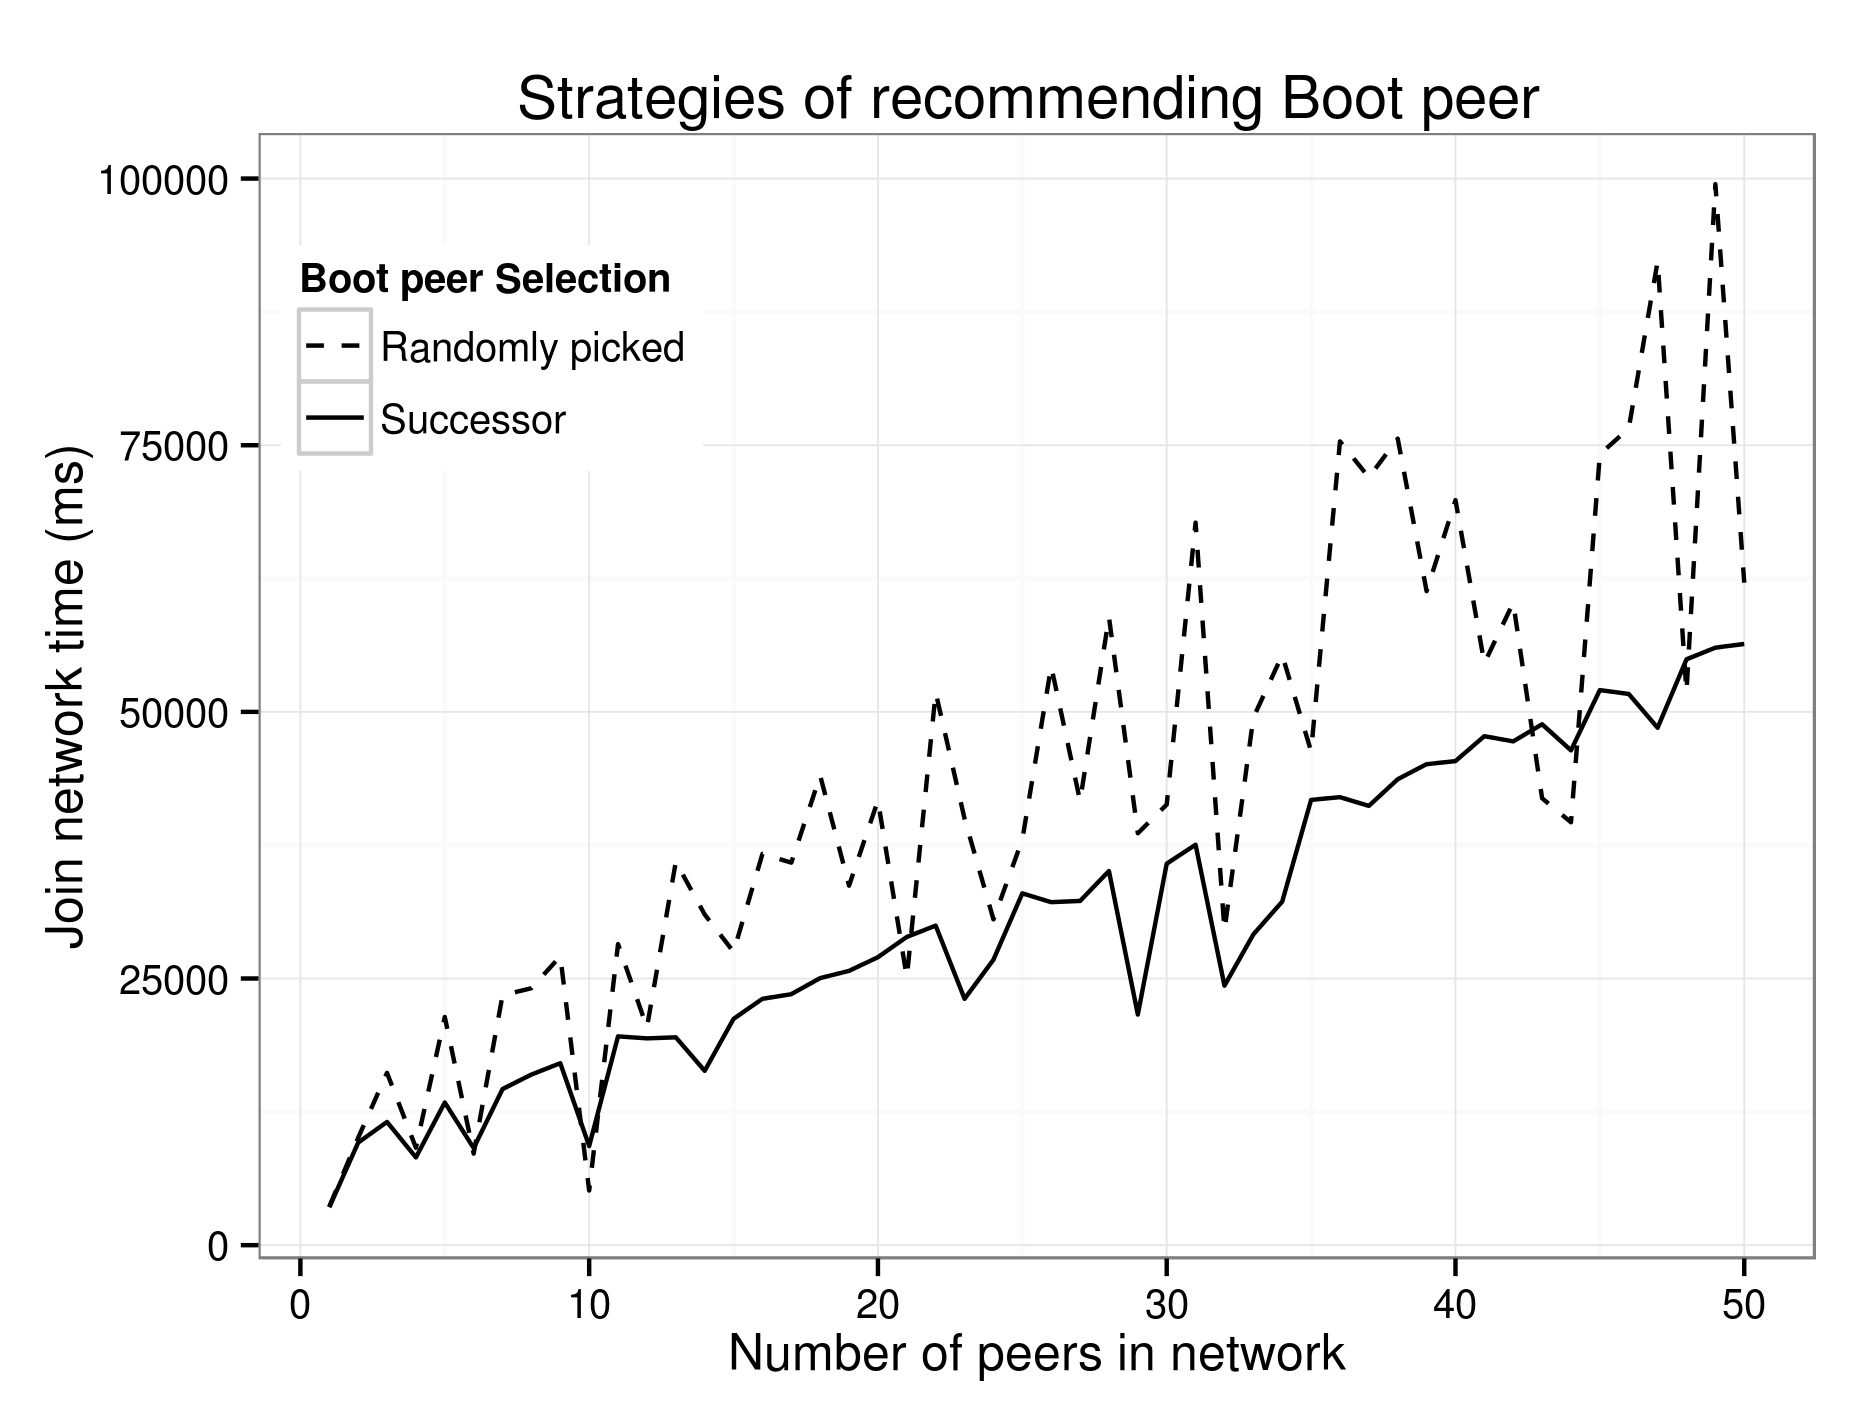 Strategies of recommending Boot peer
100000
75000
50000
25000
0
Join network time (ms)
Boot peer Selection
Randomly picked
Successor
0 10 20 30 40 50
Number of peers in network